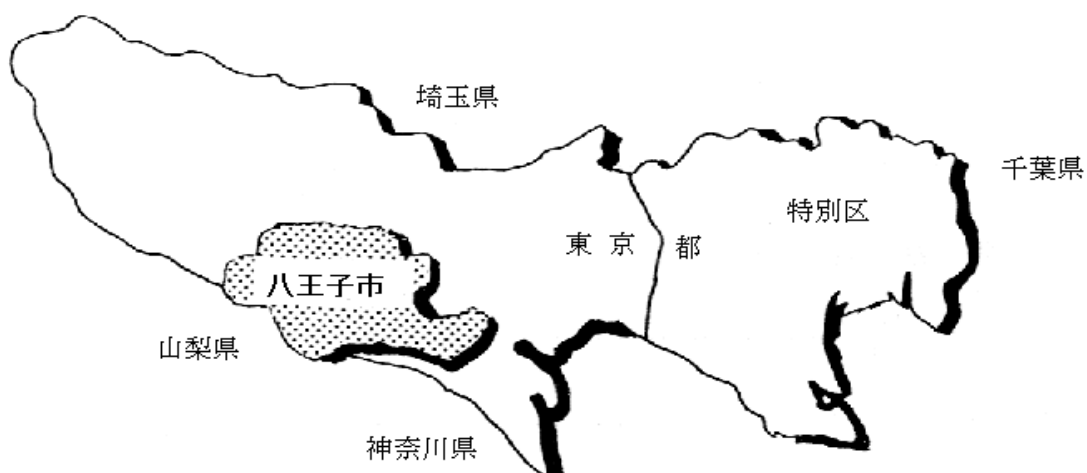 埼玉県
千葉県
特別区
東京都
八王子市
山梨県
神奈川県